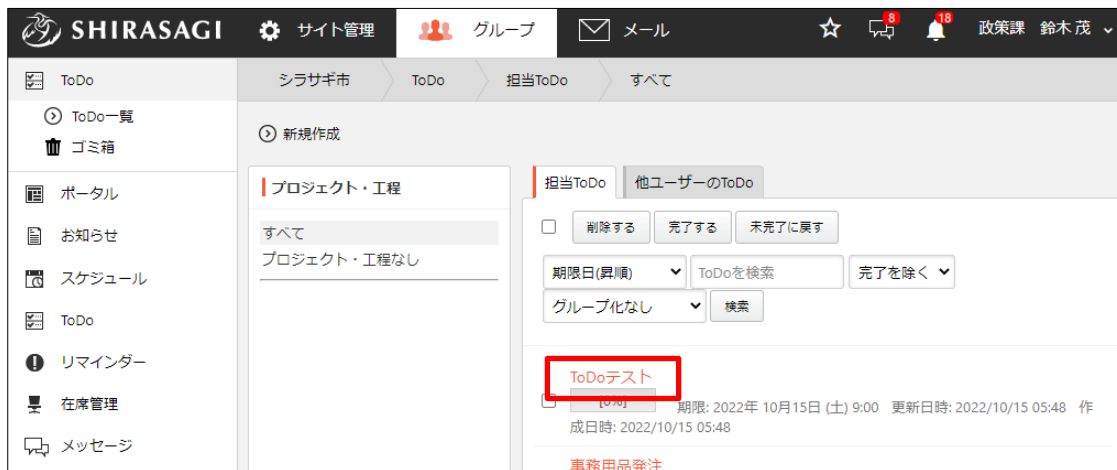 SHIRASAGI サイト管理 グループ メール 8 18 政策課 鈴木 茂
ToDo
ToDo一覧
ゴミ箱
ポータル
お知らせ
スケジュール
ToDo
リマインダー
在席管理
メッセージ
シラサギ市 ToDo 担当ToDo すべて
新規作成
プロジェクト・工程
すべて
プロジェクト・工程なし
担当ToDo 他ユーザーのToDo
削除する 完了する 未完了に戻す
期限日(昇順) ToDoを検索 完了を除く
グループ化なし 検索
ToDoテスト
[0%] 期限: 2022年 10月15日 (土) 9:00 更新日時: 2022/10/15 05:48 作
成日時: 2022/10/15 05:48
事務用品発注